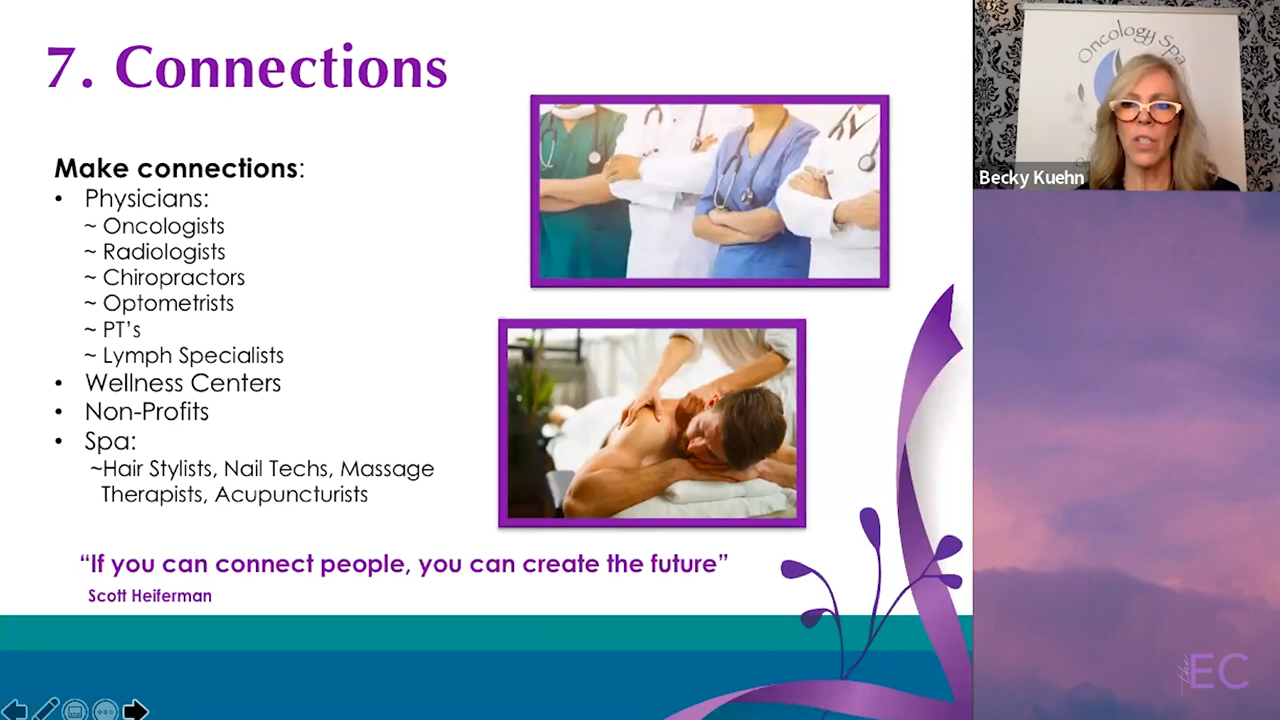 7. Connections
Make connections:
• Physicians:
~ Oncologists
~ Radiologists
~ Chiropractors
~ Optometrists
~ PT's
~ Lymph Specialists
• Wellness Centers
• Non-Profits
• Spa:
~Hair Stylists, Nail Techs, Massage
Therapists, Acupuncturists
“If you can connect people, you can create the future”
Scott Heiferman
Oncology Spa
Becky Kuehn
the EC